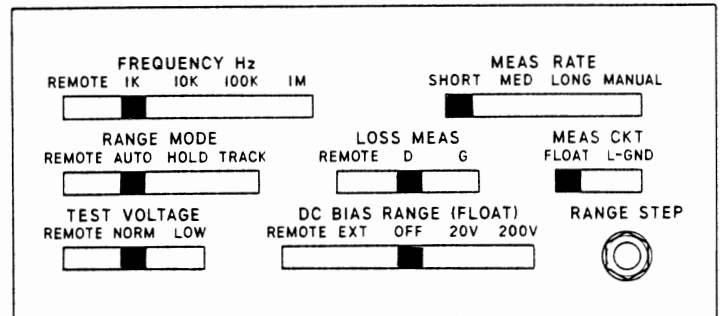 FREQUENCY Hz
REMOTE 1K 10K 100K 1M
MEAS RATE
SHORT MED LONG MANUAL
RANGE MODE
REMOTE AUTO HOLD TRACK
LOSS MEAS
REMOTE D G
MEAS CKT
FLOAT L-GND
TEST VOLTAGE
REMOTE NORM LOW
DC BIAS RANGE (FLOAT)
REMOTE EXT OFF 20V 200V
RANGE STEP